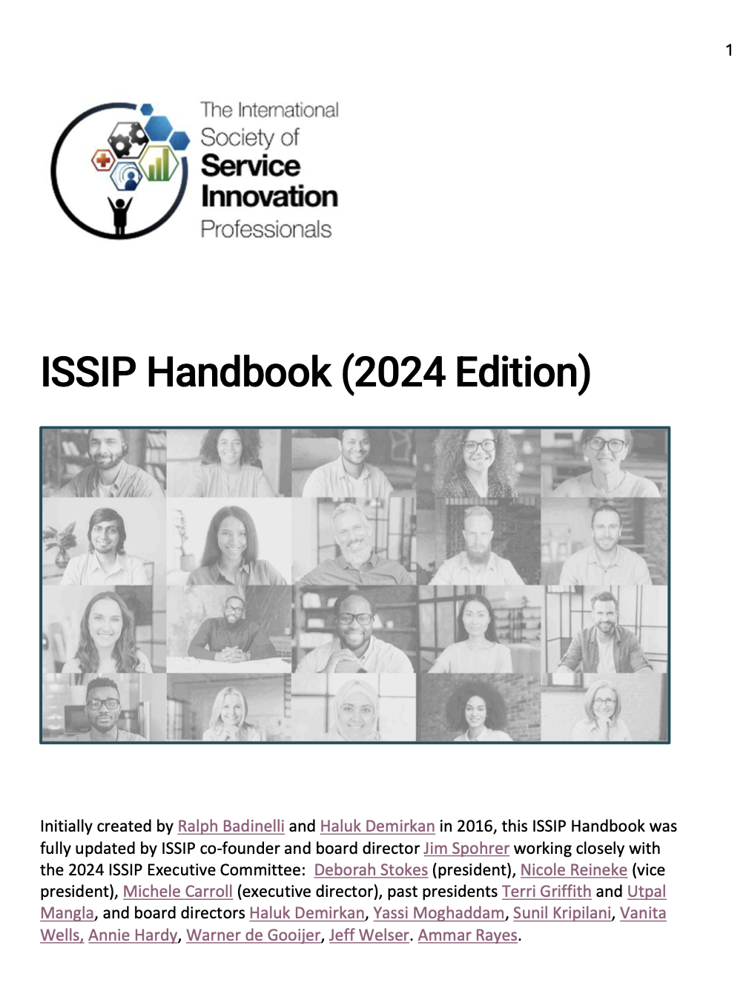 1
The International
Society of
Service
Innovation
Professionals
ISSIP Handbook (2024 Edition)
Initially created by Ralph Badinelli and Haluk Demirkan in 2016, this ISSIP Handbook was
fully updated by ISSIP co-founder and board director Jim Spohrer working closely with
the 2024 ISSIP Executive Committee:  Deborah Stokes (president), Nicole Reineke (vice
president), Michele Carroll (executive director), past presidents Terri Griffith and Utpal
Mangla, and board directors Haluk Demirkan, Yassi Moghaddam, Sunil Kripilani, Vanita
Wells, Annie Hardy, Warner de Gooijer, Jeff Welser. Ammar Rayes.